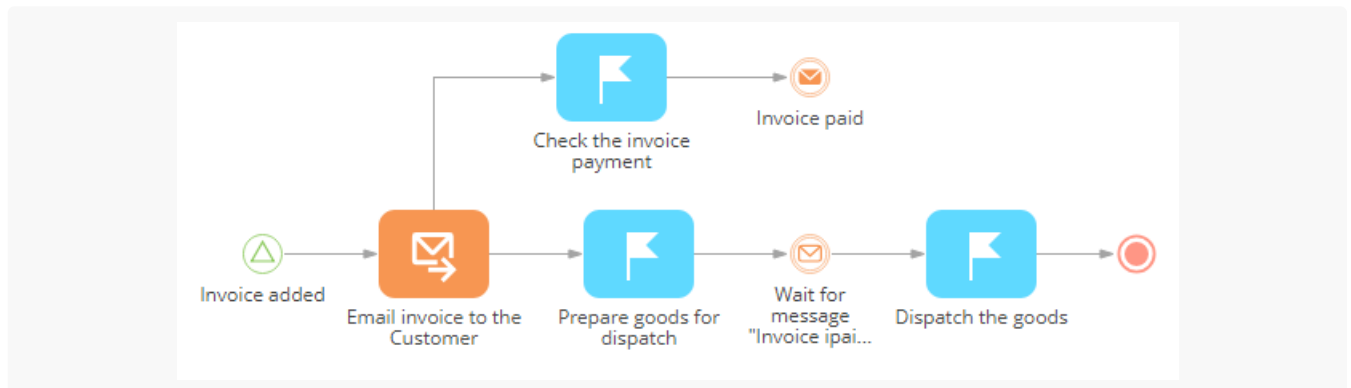 Check the invoice
payment
Invoice paid
Invoice added
Email invoice to the
Customer
Prepare goods for
dispatch
Wait for
message
"Invoice ipai...
Dispatch the goods